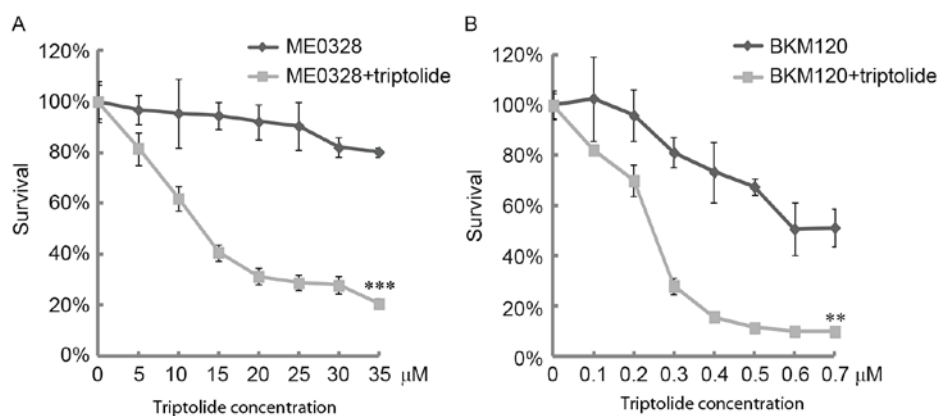 A
ME0328
ME0328+triptolide
Survival
120%
100%
80%
60%
40%
20%
0%
***
0 5 10 15 20 25 30 35 μM
Triptolide concentration
B
BKM120
BKM120+triptolide
Survival
120%
100%
80%
60%
40%
20%
0%
**
0 0.1 0.2 0.3 0.4 0.5 0.6 0.7 μM
Triptolide concentration